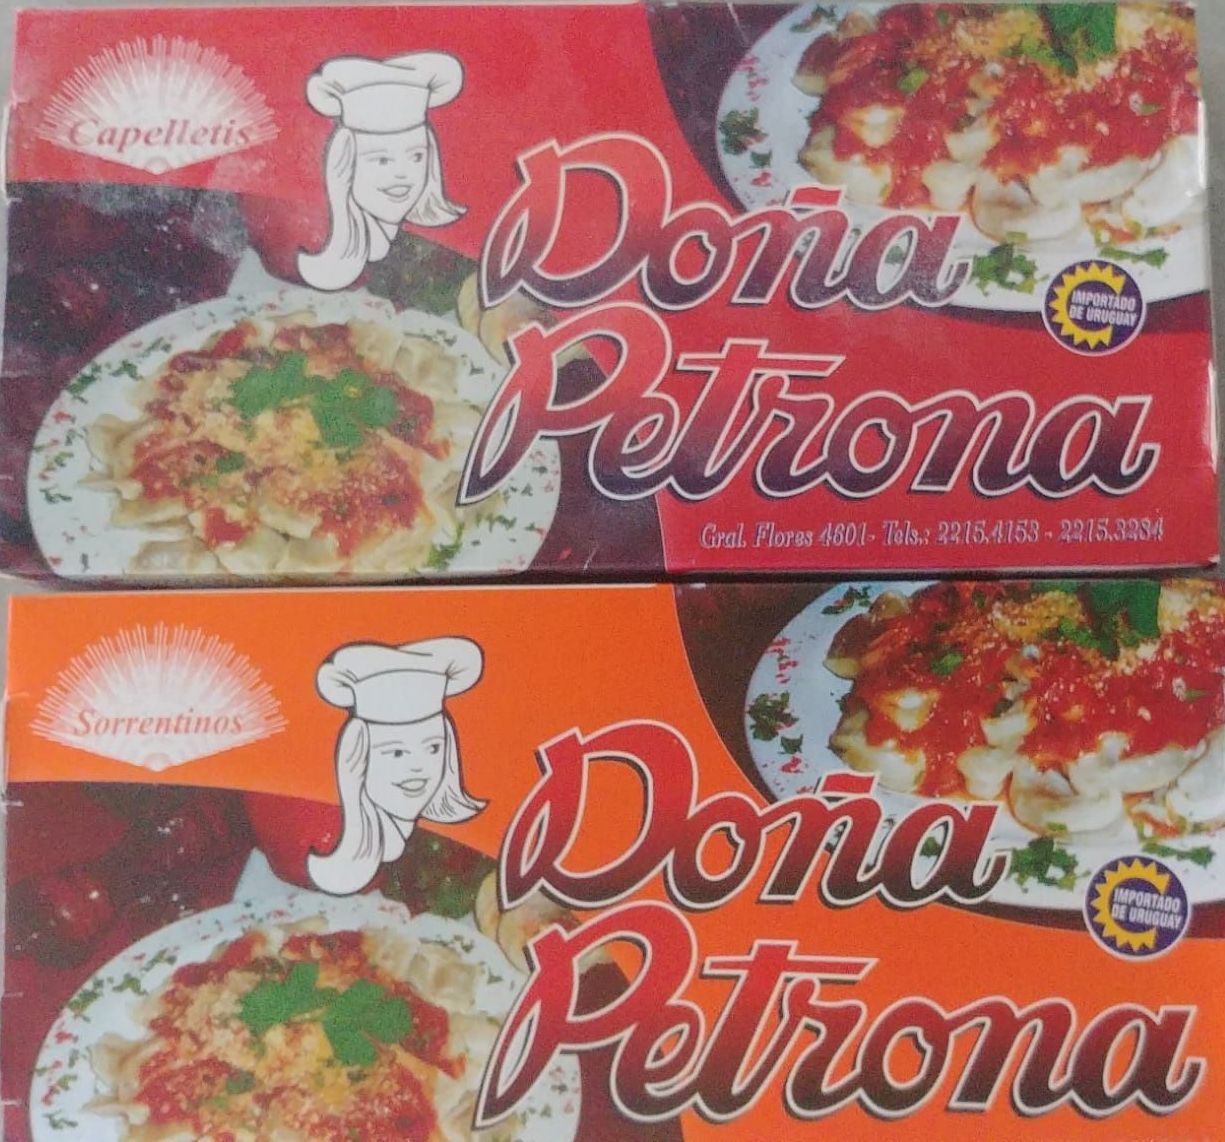 Capelletis
Doña
IMPORTADO
DE URUGUAY
Petrona
Gral. Flores 4601- Tels.: 2215.4153 - 2215.3284
Sorrentinos
Doña
IMPORTADO
DE URUGUAY
Petrona